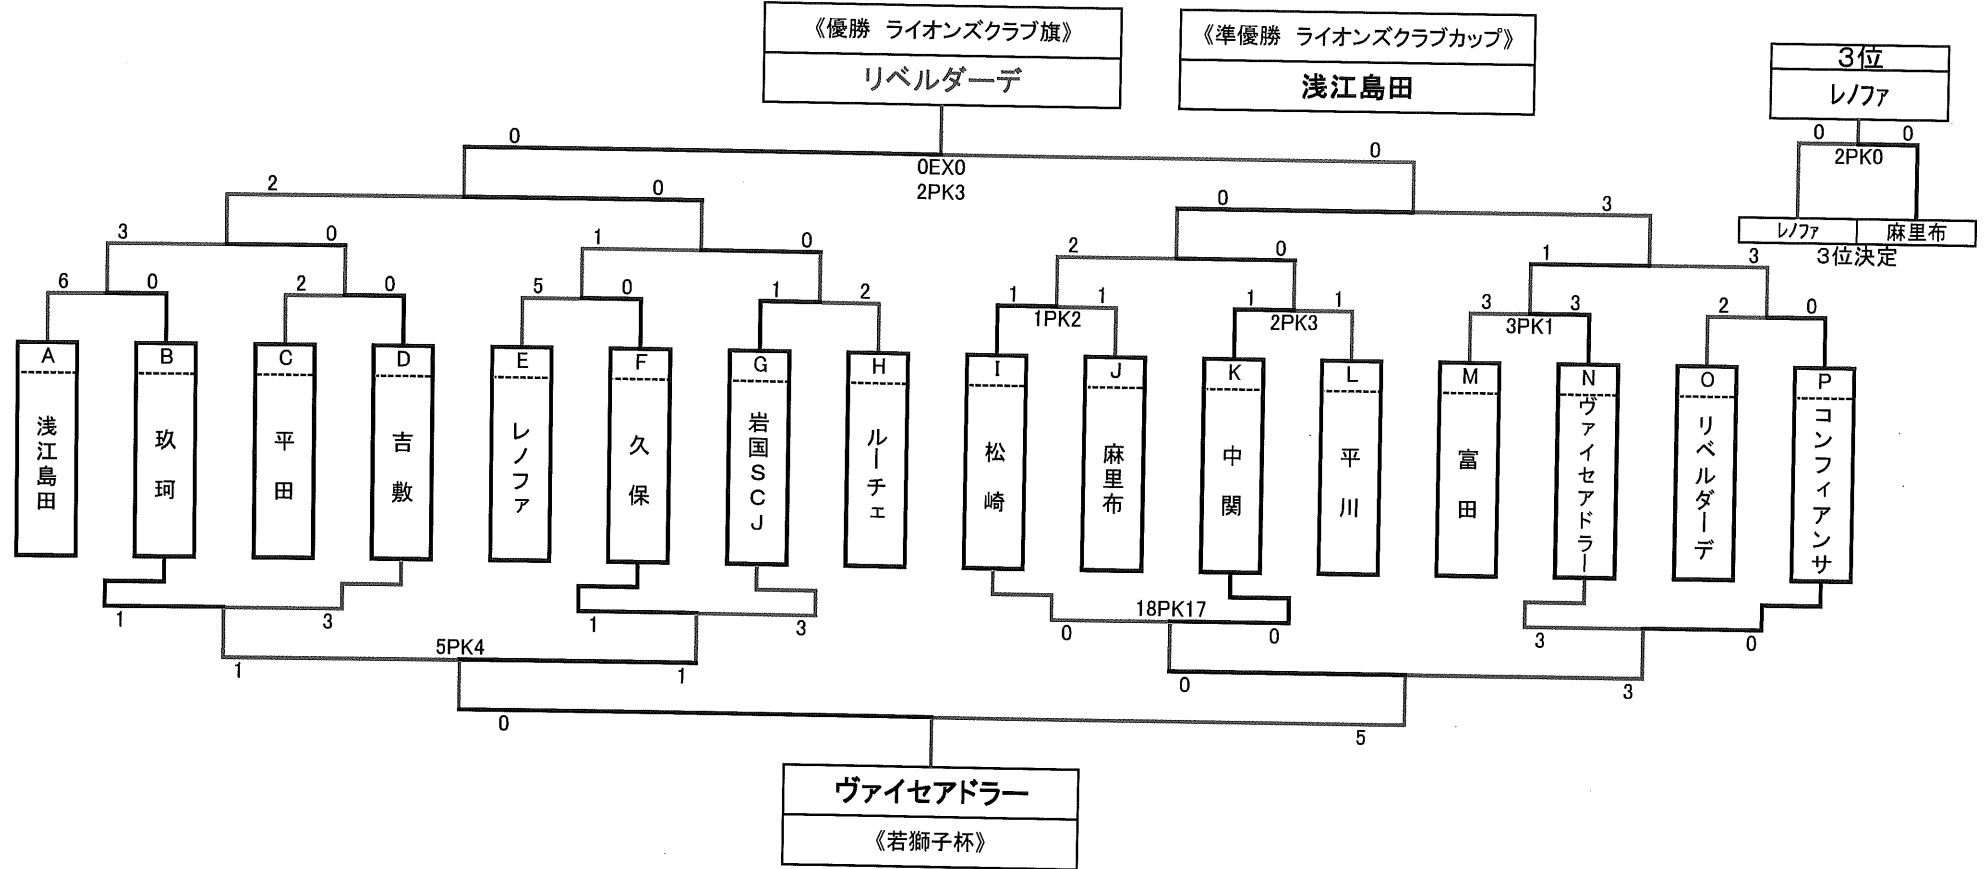 《優勝 ライオンズクラブ旗》
リベルダーデ
《準優勝 ライオンズクラブカップ》
浅江島田
3位
レノファ
0 0
2PK0
レノファ 麻里布
3位決定
0 0
0EX0
2PK3
2 0 0 3
3 0 1 0 2 0 1 3
6 0 2 0 5 0 1 2 1 1 1 1 3 3 2 0
1PK2 2PK3 3PK1
A B C D E F G H I J K L M N O P
浅江島田
玖珂
平田
吉敷
レノファ
久保
岩国SCJ
ルーチェ
松崎
麻里布
中関
平川
富田
ヴァイセアドラー
リベルダーデ
コンフィアンサ
18PK17
1 3 1 3 0 0 3 0
5PK4
1 1 0 3
0 5
ヴァイセアドラー
《若獅子杯》